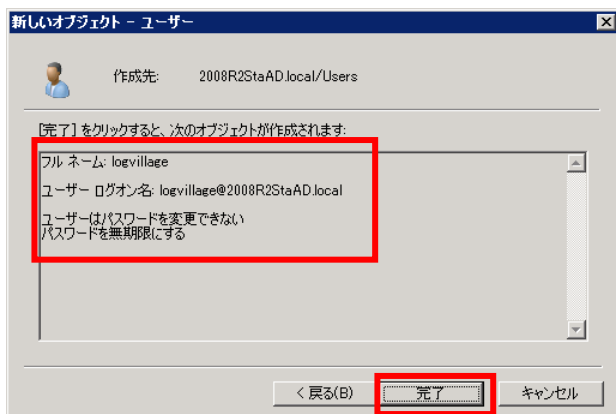 新しいオブジェクト - ユーザー
作成先: 2008R2StaAD.local/Users
[完了] をクリックすると、次のオブジェクトが作成されます:
フル ネーム: logvillage
ユーザー ログオン名: logvillage@2008R2StaAD.local
ユーザーはパスワードを変更できない
パスワードを無期限にする
< 戻る(B) 完了 キャンセル